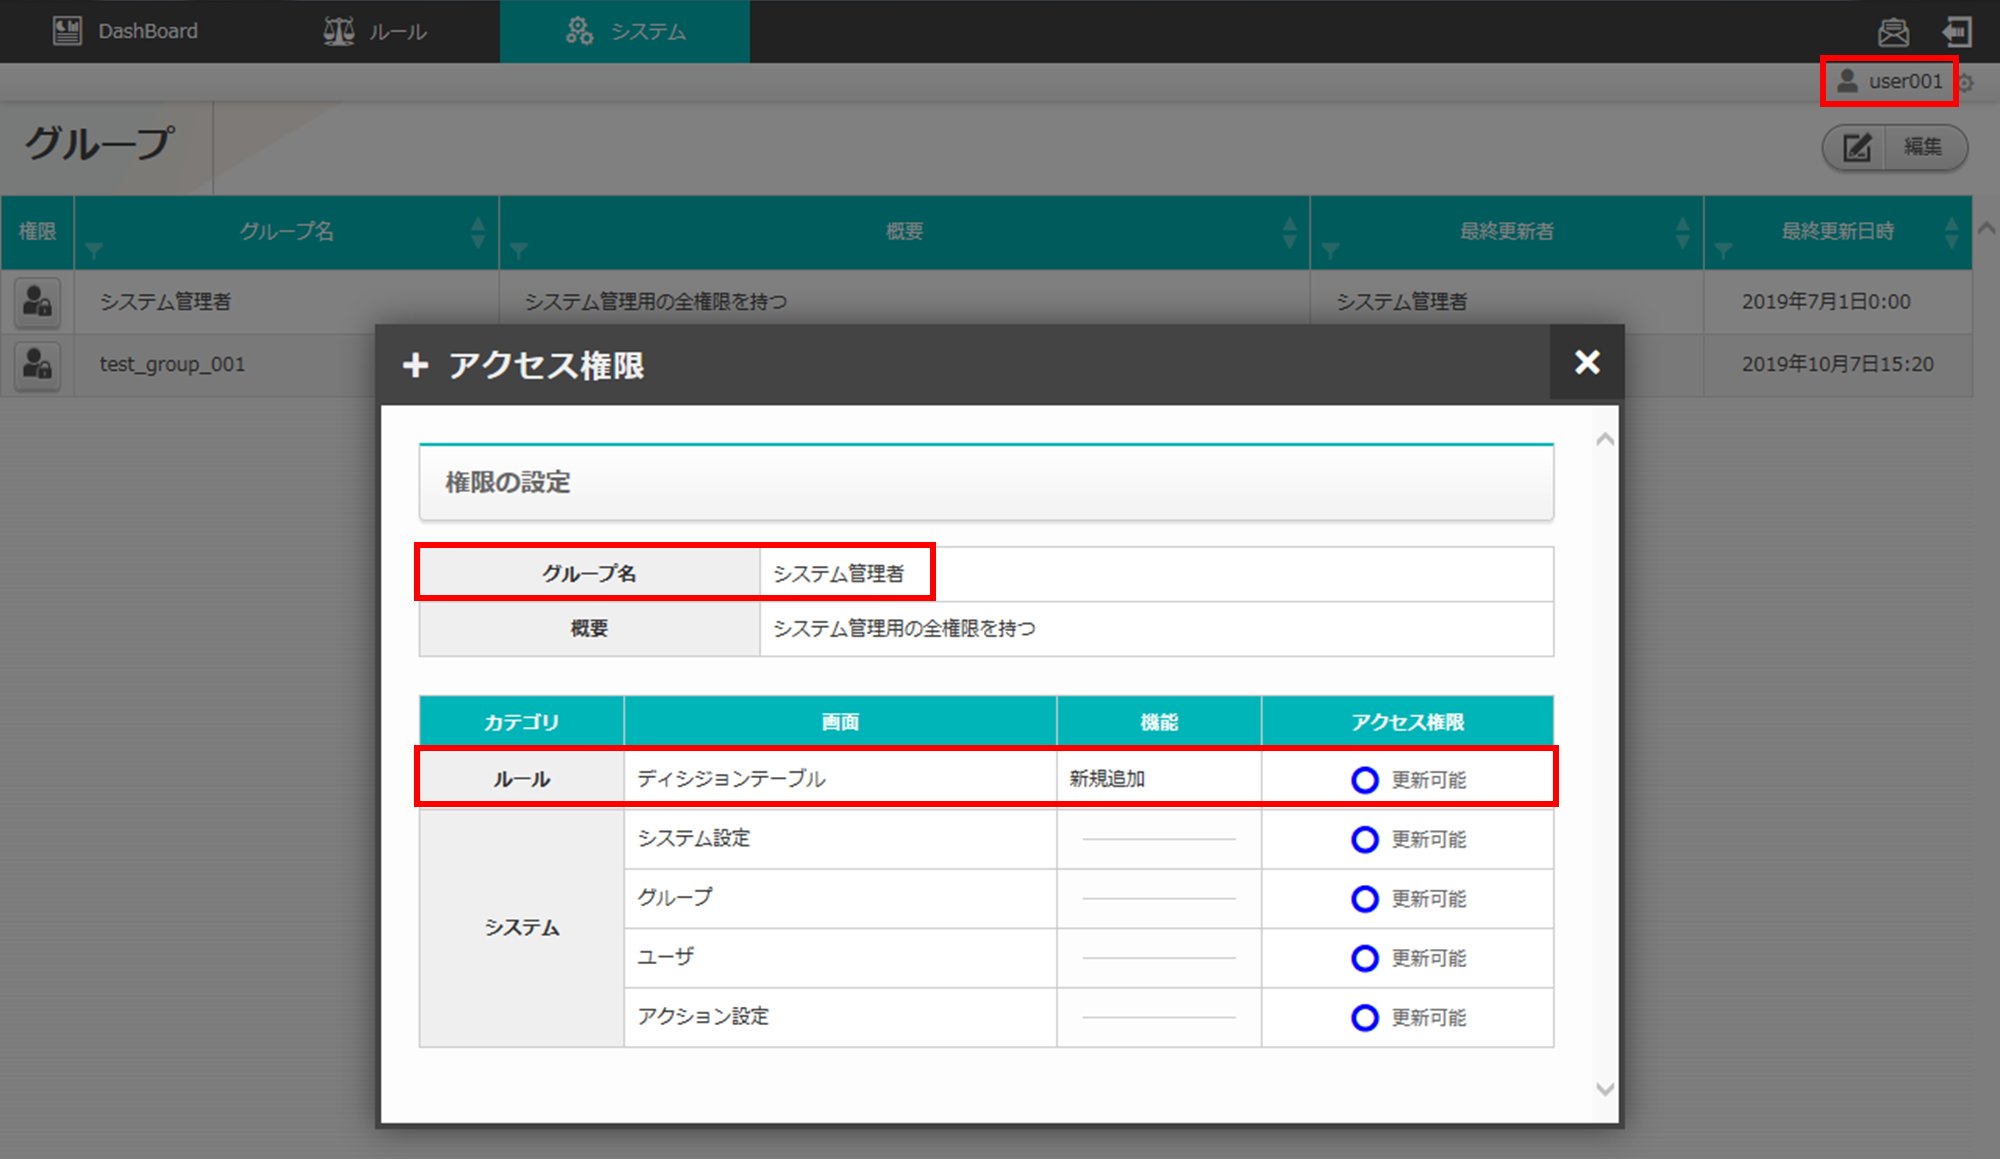 DashBoard ルール システム
user001
グループ
編集
権限 グループ名 概要 最終更新者 最終更新日時
システム管理者 システム管理用の全権限を持つ システム管理者 2019年7月1日0:00
test_group_001 2019年10月7日15:20
アクセス権限
権限の設定
グループ名 システム管理者
概要 システム管理用の全権限を持つ
カテゴリ 画面 機能 アクセス権限
ルール ディシジョンテーブル 新規追加 更新可能
システム システム設定 更新可能
グループ 更新可能
ユーザ 更新可能
アクション設定 更新可能